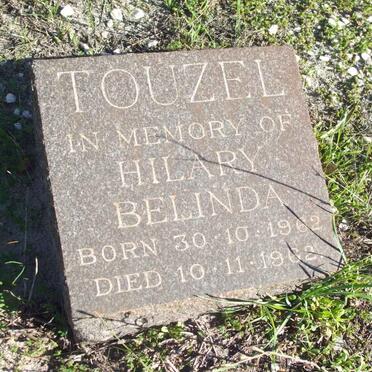 TOUZEL
IN MEMORY OF
HILARY
BELINDA
BORN 30·10·1962
DIED 10·11·1962